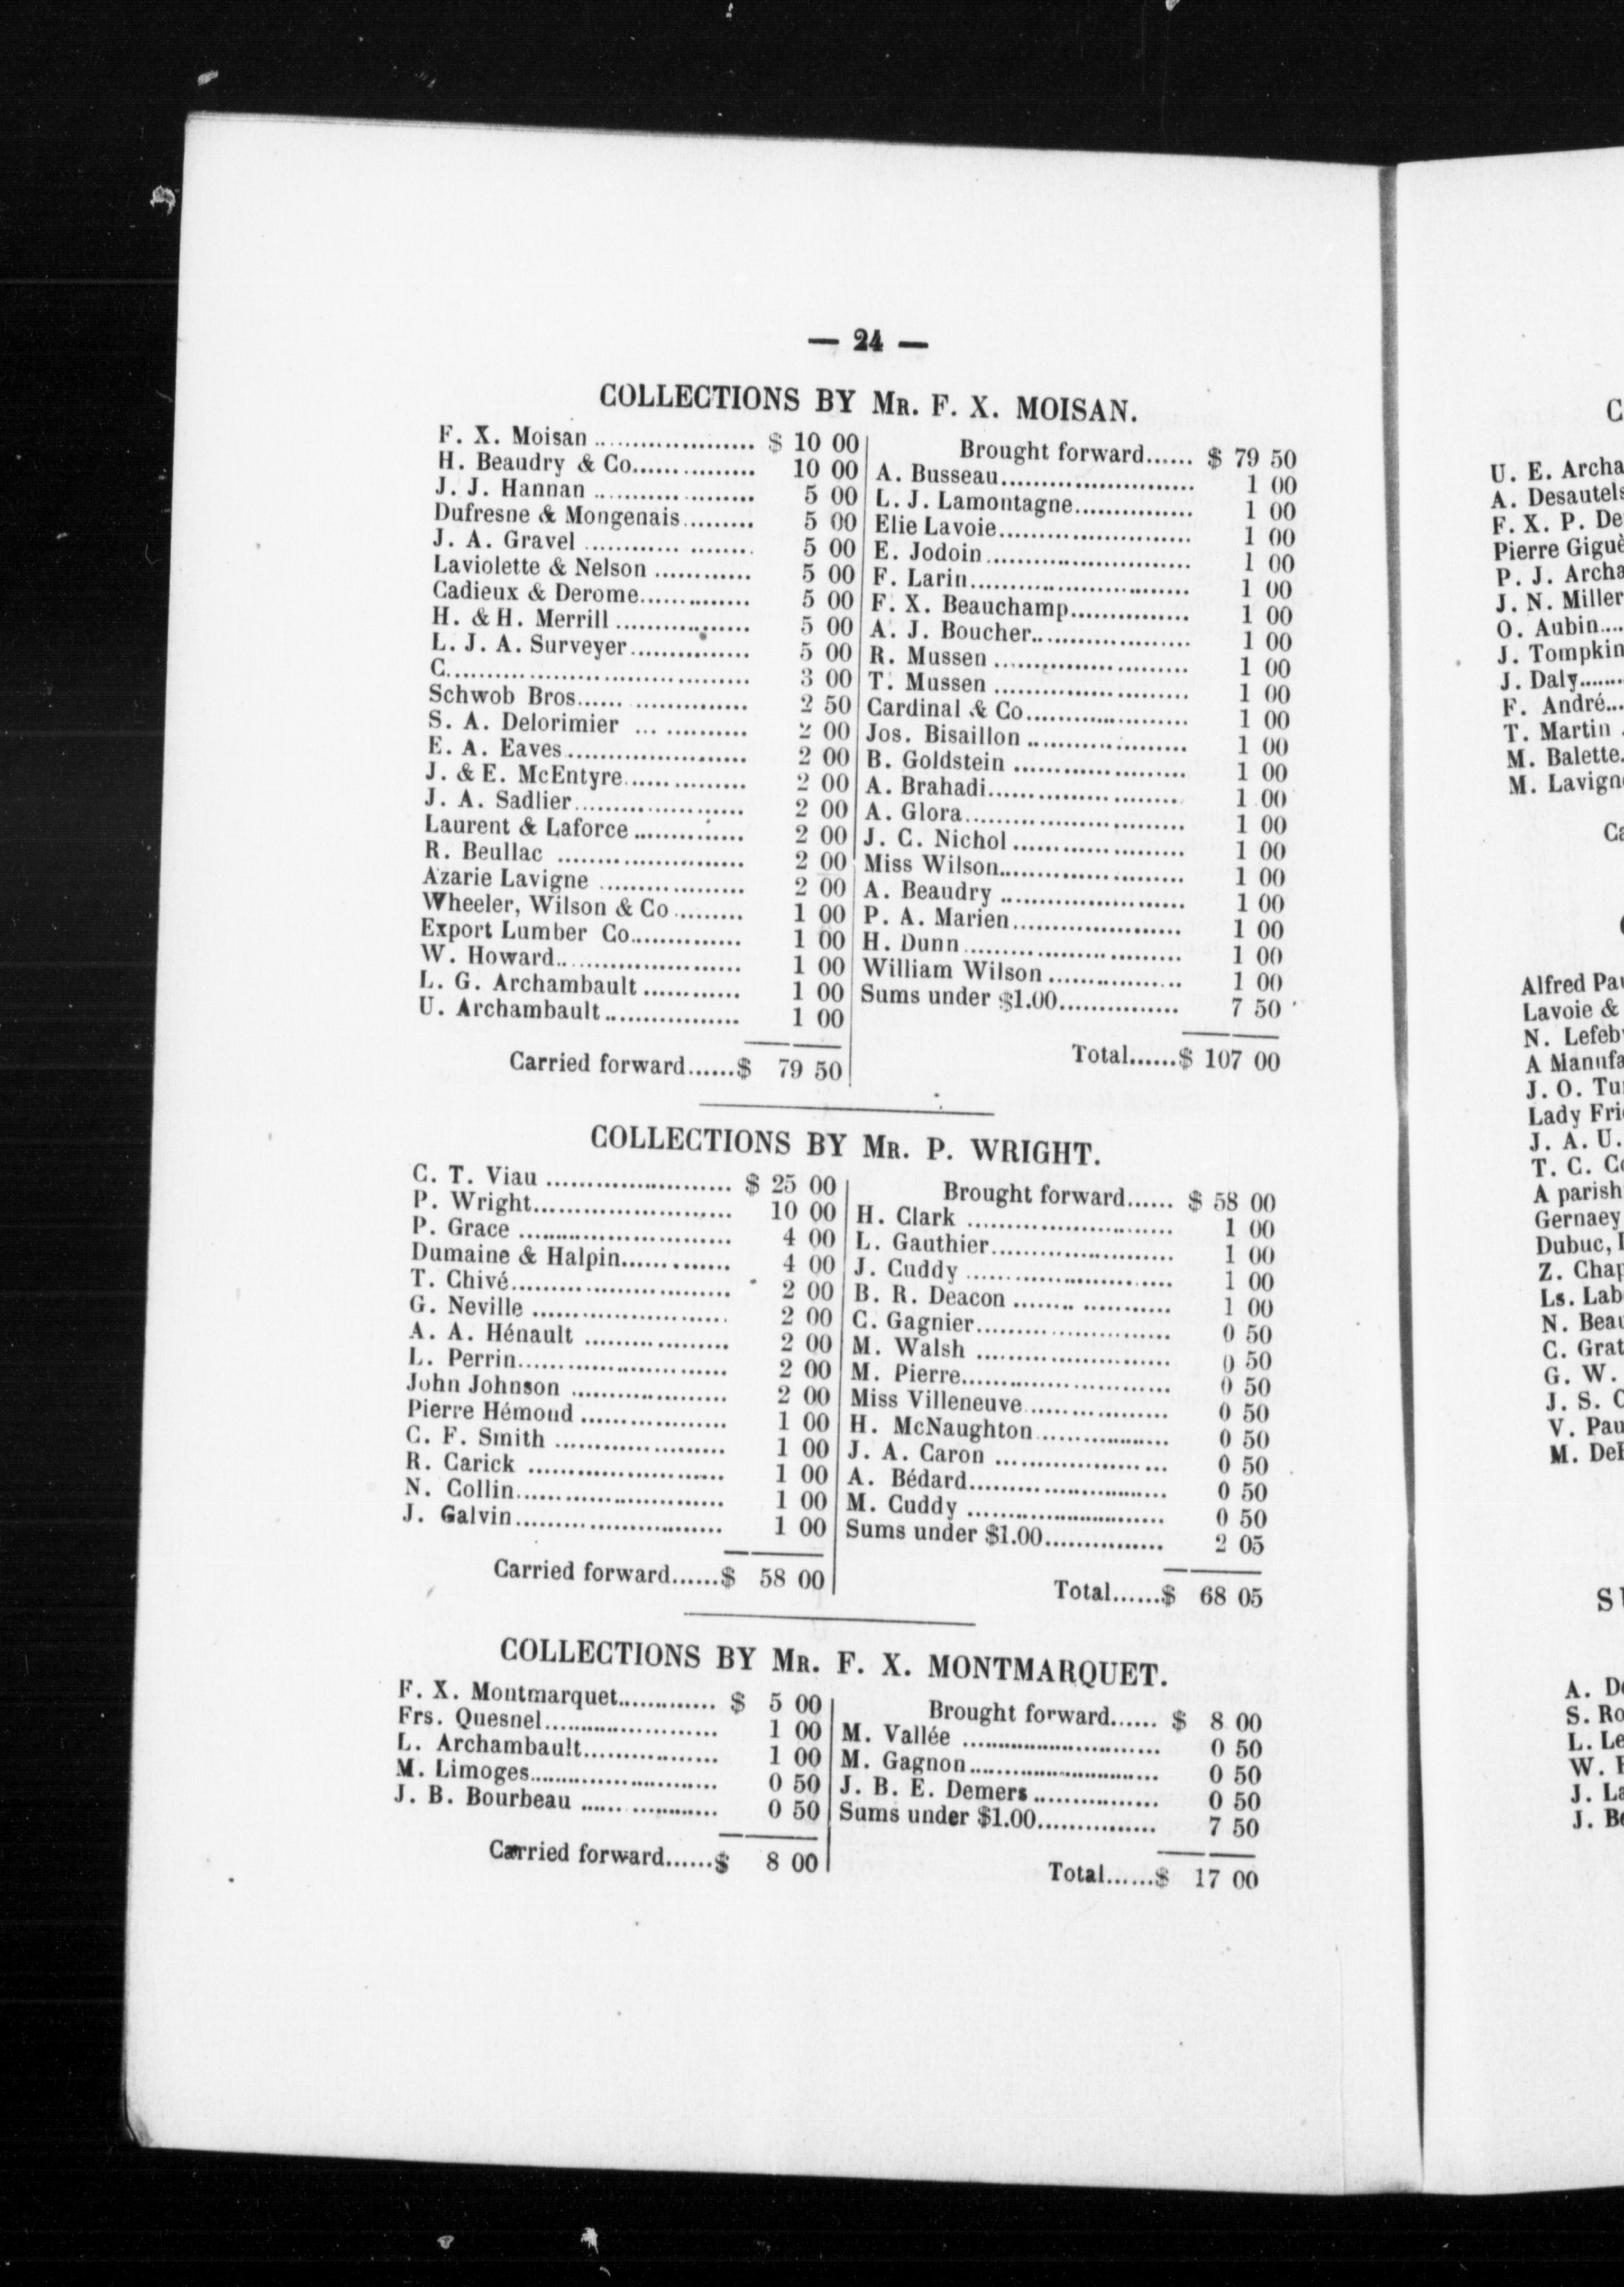 — 24 —
COLLECTIONS BY MR. F. X. MOISAN.
F. X. Moisan .................... $ 10 00
H. Beaudry & Co............... 10 00
J. J. Hannan .................... 5 00
Dufresne & Mongenais......... 5 00
J. A. Gravel .................... 5 00
Laviolette & Nelson ............ 5 00
Cadieux & Derome.............. 5 00
H. & H. Merrill ................. 5 00
L. J. A. Surveyer............... 5 00
C....................................... 3 00
Schwob Bros..................... 2 50
S. A. Delorimier ... ........... 2 00
E. A. Eaves....................... 2 00
J. & E. McEntyre............... 2 00
J. A. Sadlier..................... 2 00
Laurent & Laforce .............. 2 00
R. Beullac ........................ 2 00
Azarie Lavigne .................. 2 00
Wheeler, Wilson & Co ......... 1 00
Export Lumber Co.............. 1 00
W. Howard........................ 1 00
L. G. Archambault ............ 1 00
U. Archambault................. 1 00
Carried forward......$ 79 50
Brought forward...... $ 79 50
A. Busseau........................ 1 00
L. J. Lamontagne............... 1 00
Elie Lavoie........................ 1 00
E. Jodoin.......................... 1 00
F. Larin............................ 1 00
F. X. Beauchamp............... 1 00
A. J. Boucher.................... 1 00
R. Mussen ........................ 1 00
T. Mussen ........................ 1 00
Cardinal & Co.................... 1 00
Jos. Bisaillon .................... 1 00
B. Goldstein ..................... 1 00
A. Brahadi........................ 1 00
A. Glora........................... 1 00
J. C. Nichol ..................... 1 00
Miss Wilson....................... 1 00
A. Beaudry ....................... 1 00
P. A. Marien..................... 1 00
H. Dunn........................... 1 00
William Wilson ................. 1 00
Sums under $1.00............... 7 50
Total......$ 107 00
COLLECTIONS BY MR. P. WRIGHT.
C. T. Viau ....................... $ 25 00
P. Wright......................... 10 00
P. Grace .......................... 4 00
Dumaine & Halpin.............. 4 00
T. Chivé........................... 2 00
G. Neville ........................ 2 00
A. A. Hénault .................. 2 00
L. Perrin.......................... 2 00
John Johnson .................... 2 00
Pierre Hémond .................. 1 00
C. F. Smith ...................... 1 00
R. Carick ......................... 1 00
N. Collin.......................... 1 00
J. Galvin.......................... 1 00
Carried forward......$ 58 00
Brought forward...... $ 58 00
H. Clark .......................... 1 00
L. Gauthier....................... 1 00
J. Cuddy .......................... 1 00
B. R. Deacon ........ ........... 1 00
C. Gagnier........................ 0 50
M. Walsh ......................... 0 50
M. Pierre.......................... 0 50
Miss Villeneuve................. 0 50
H. McNaughton ................ 0 50
J. A. Caron ...................... 0 50
A. Bédard......................... 0 50
M. Cuddy ......................... 0 50
Sums under $1.00................ 2 05
Total......$ 68 05
COLLECTIONS BY MR. F. X. MONTMARQUET.
F. X. Montmarquet............. $ 5 00
Frs. Quesnel...................... 1 00
L. Archambault................. 1 00
M. Limoges........................ 0 50
J. B. Bourbeau ...... ............ 0 50
Carried forward......$ 8 00
Brought forward...... $ 8 00
M. Vallée ......................... 0 50
M. Gagnon........................ 0 50
J. B. E. Demers ................ 0 50
Sums under $1.00............... 7 50
Total......$ 17 00
U. E. Archa
A. Desautels
F. X. P. De
Pierre Giguè
P. J. Archa
J. N. Miller
O. Aubin....
J. Tompkin
J. Daly.......
F. André...
T. Martin .
M. Balette.
M. Lavign
Alfred Pau
Lavoie &
N. Lefeb
A Manufa
J. O. Tu
Lady Fri
J. A. U.
T. C. C
A parish
Gernaey
Dubuc,
Z. Chap
Ls. Lab
N. Beau
C. Grat
G. W.
J. S. C
V. Pau
M. De
A. D
S. Ro
L. Le
W.
J. La
J. Be